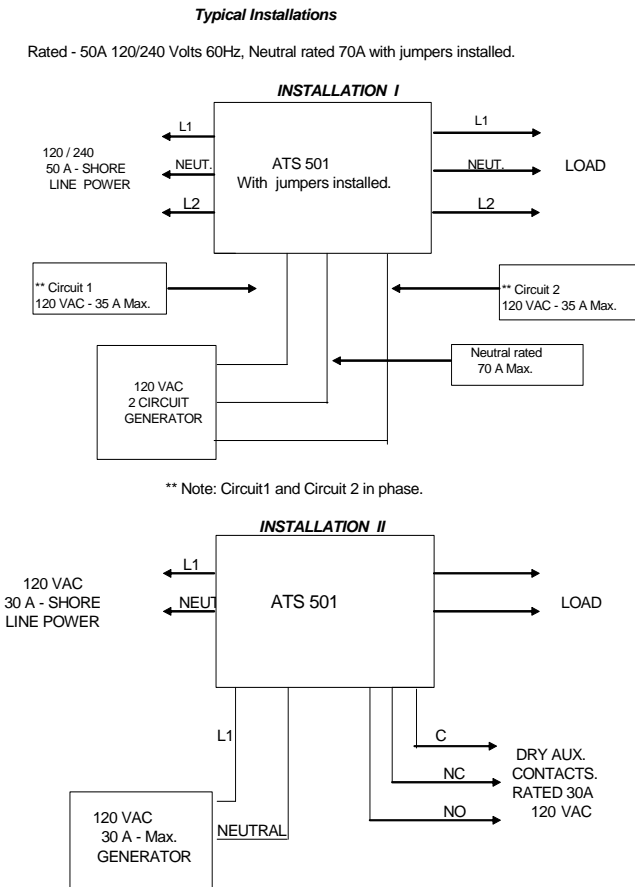 Typical Installations
Rated - 50A 120/240 Volts 60Hz, Neutral rated 70A with jumpers installed.
INSTALLATION I
L1
L1
120 / 240
50 A - SHORE
LINE POWER
NEUT.
ATS 501
With jumpers installed.
NEUT.
LOAD
L2
L2
** Circuit 1
120 VAC - 35 A Max.
** Circuit 2
120 VAC - 35 A Max.
Neutral rated
70 A Max.
120 VAC
2 CIRCUIT
GENERATOR
** Note: Circuit1 and Circuit 2 in phase.
INSTALLATION II
L1
120 VAC
30 A - SHORE
LINE POWER
NEUT
ATS 501
LOAD
L1
C
NC
NO
DRY AUX.
CONTACTS.
RATED 30A
120 VAC
120 VAC
30 A - Max.
GENERATOR
NEUTRAL